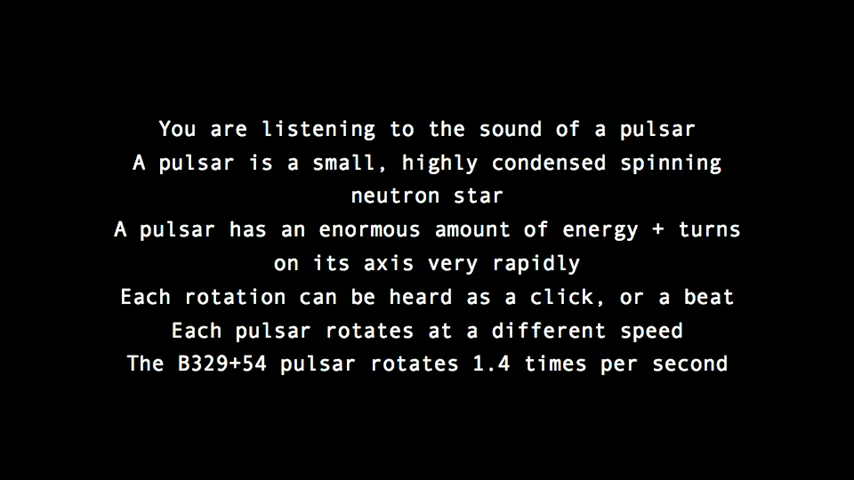 You are listening to the sound of a pulsar
A pulsar is a small, highly condensed spinning
neutron star
A pulsar has an enormous amount of energy + turns
on its axis very rapidly
Each rotation can be heard as a click, or a beat
Each pulsar rotates at a different speed
The B329+54 pulsar rotates 1.4 times per second